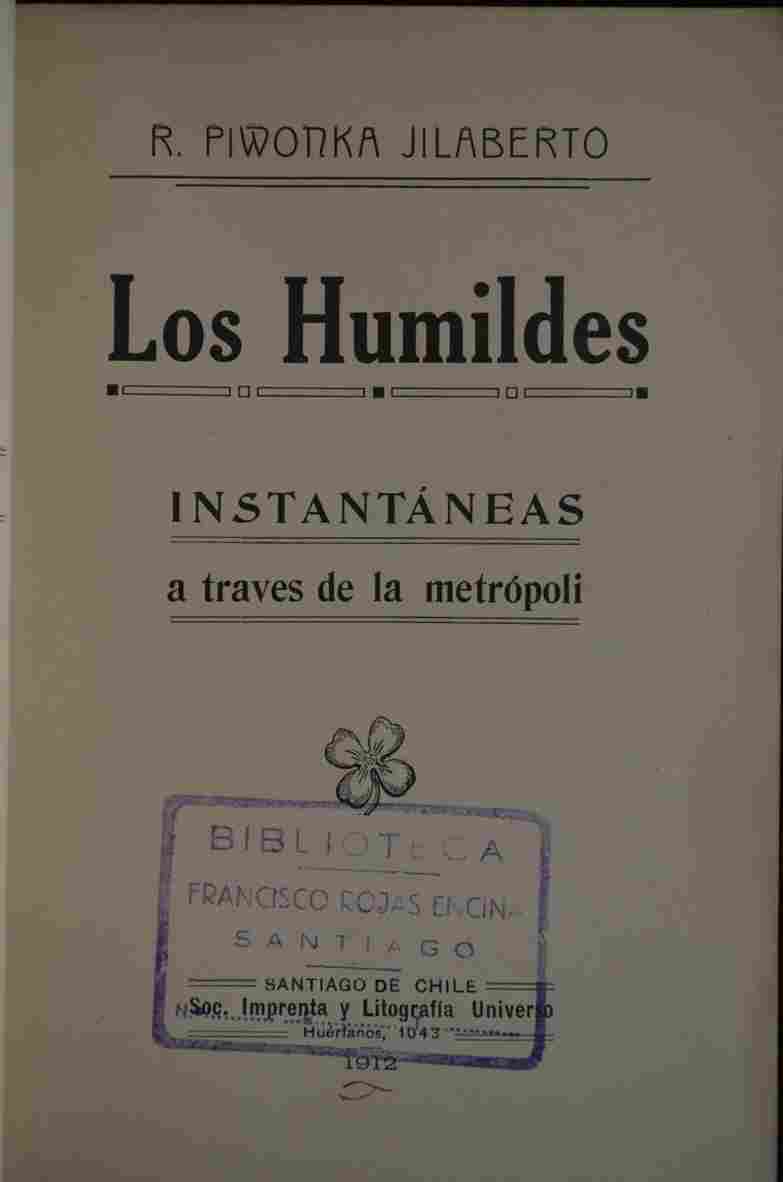 R. PIWONKA JILABERTO
Los Humildes
INSTANTÁNEAS
a traves de la metrópoli
BIBLIOTECA
FRANCISCO ROJAS ENCINA
SANTIAGO
SANTIAGO DE CHILE
Soc. Imprenta y Litografía Universo
Huérfanos, 1043
1912